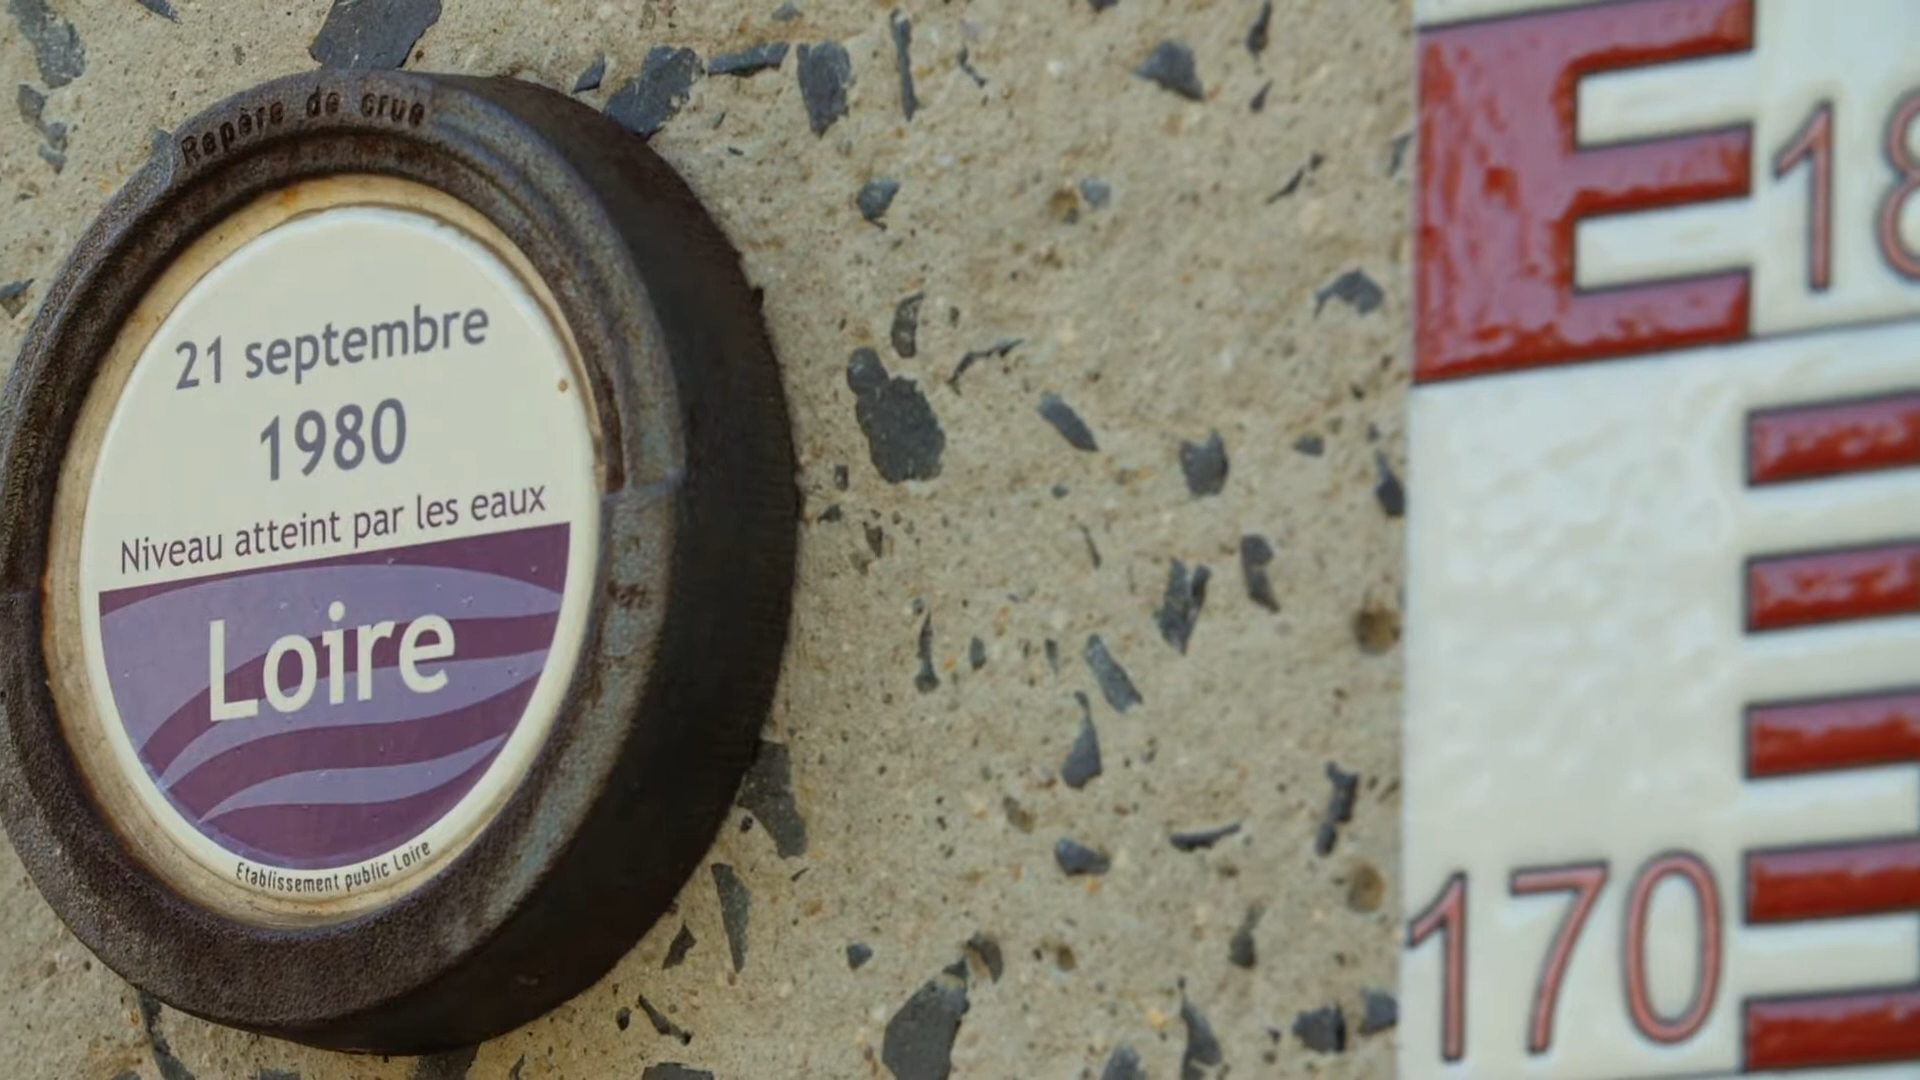 Repère de crue
21 septembre
1980
Niveau atteint par les eaux
Loire
Etablissement public Loire
18
170